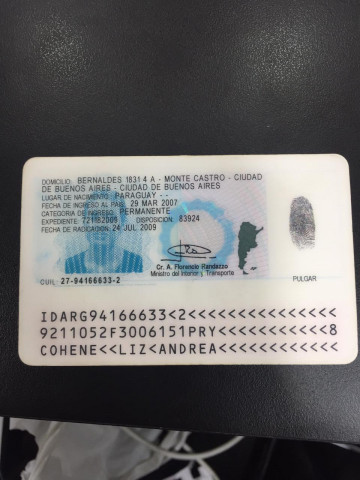 DOMICILIO: BERNALDES 1831 4 A - MONTE CASTRO - CIUDAD
DE BUENOS AIRES - CIUDAD DE BUENOS AIRES
LUGAR DE NACIMIENTO: PARAGUAY - -
FECHA DE INGRESO AL PAIS: 29 MAR 2007
CATEGORIA DE INGRESO: PERMANENTE
EXPEDIENTE: DISPOSICION: 83924
FECHA DE RADICACION: 24 JUL 2009
Cr. A. Florencio Randazzo
Ministro del Interior y Transporte
CUIL: 27-94166633-2
PULGAR
IDARG94166633<2<<<<<<<<<<<<<<<
9211052F3006151PRY<<<<<<<<<<<8
COHENE<<LIZ<ANDREA<<<<<<<<<<<<